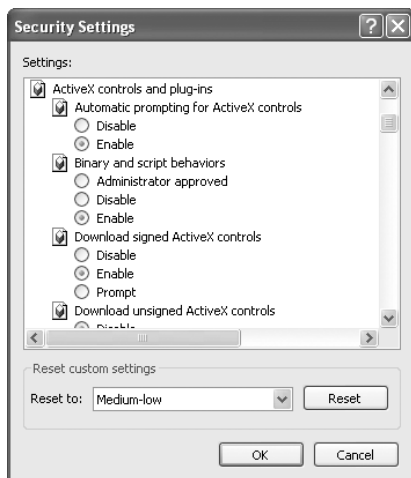 Security Settings
Settings:
ActiveX controls and plug-ins
Automatic prompting for ActiveX controls
Disable
Enable
Binary and script behaviors
Administrator approved
Disable
Enable
Download signed ActiveX controls
Disable
Enable
Prompt
Download unsigned ActiveX controls
Disable
Reset custom settings
Reset to: Medium-low Reset
OK Cancel